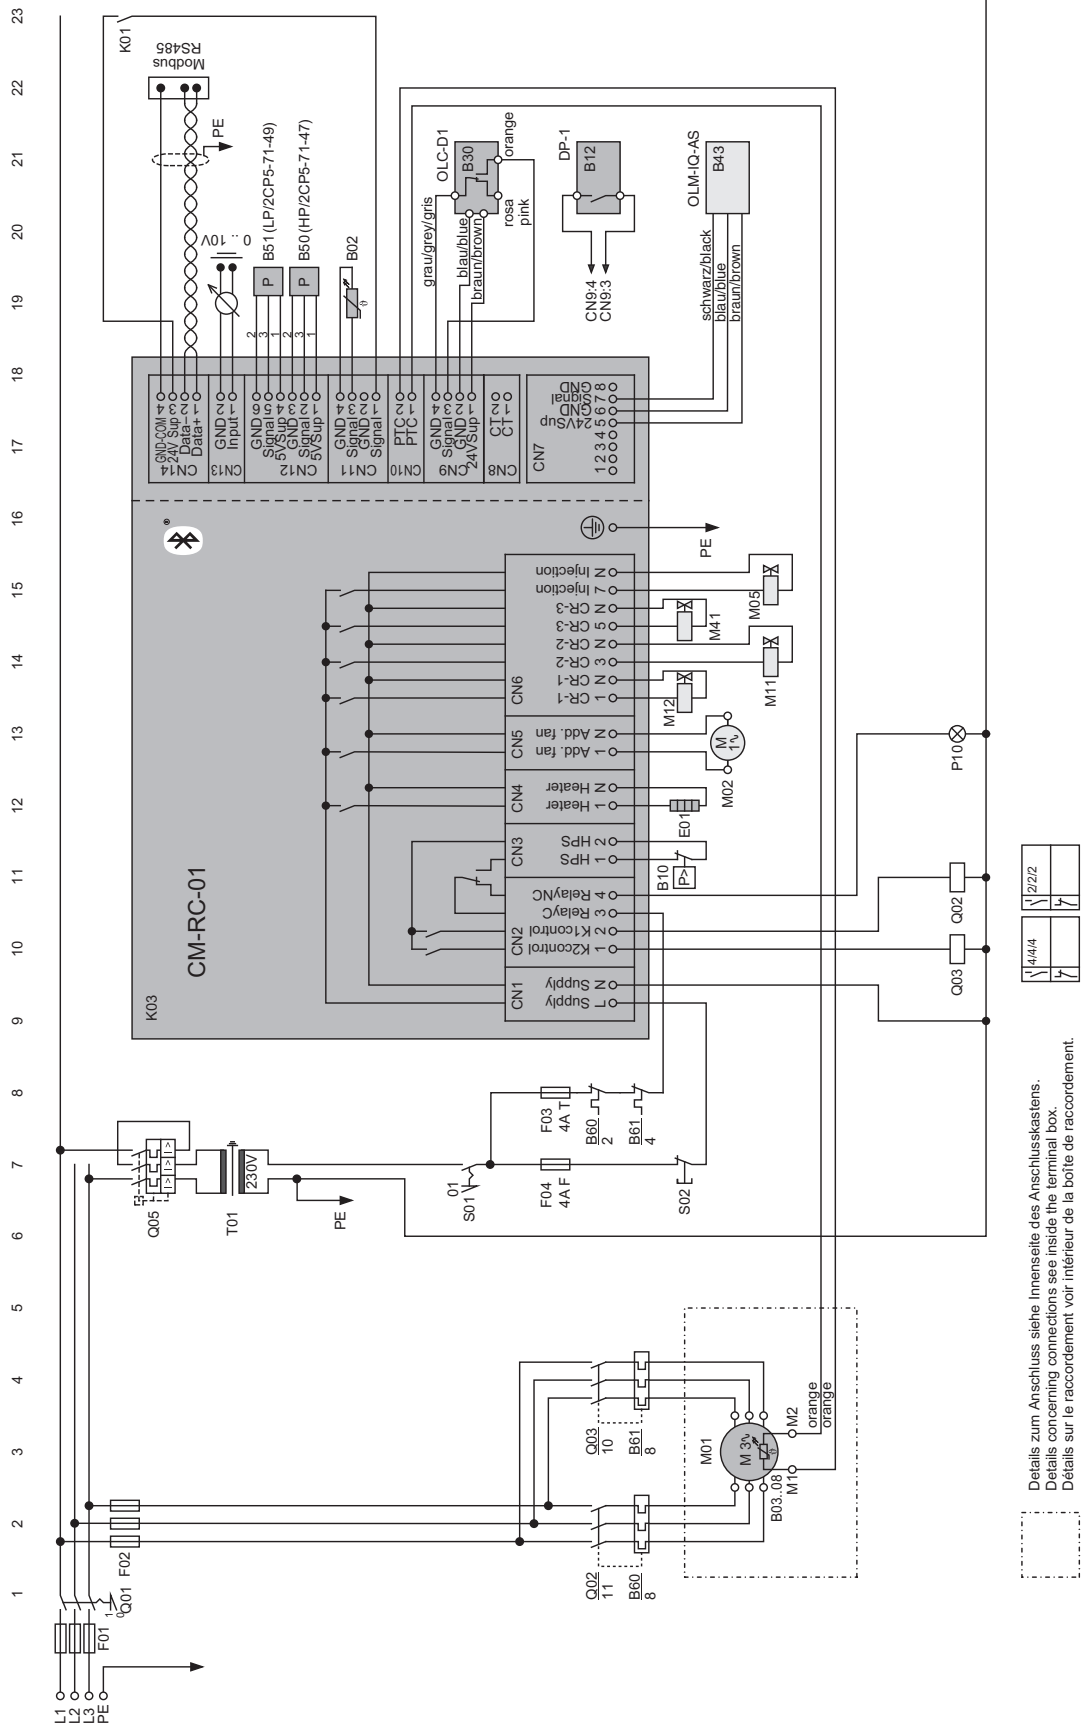 1 2 3 4 5 6 7 8 9 10 11 12 13 14 15 16 17 18 19 20 21 22 23
L1
L2
L3
PE
F01
1
0
Q01
F02
Q02
11
B60
8
Q03
10
B61
8
M01
M
3∿
ϑ
B03..08
M1
M2
orange
orange
Q05
I>
I>
I>
T01
230V
PE
01
S01
F03
4A T
F04
4A F
B60
2
B61
4
S02
K03
CM-RC-01
®
CN1
Supply L
Supply N
CN2
K2control 1
K1control 2
RelayC 3
RelayNC 4
CN3
HPS 1
HPS 2
CN4
Heater 1
Heater N
CN5
Add. fan 1
Add. fan N
CN6
CR-1 1
CR-1 N
CR-2 3
CR-2 N
CR-3 5
CR-3 N
Injection 7
Injection N
PE
B10
P>
E01
M02
M
1∿
M12
M11
M41
M05
P10
Q03
Q02
4/4/4
2/2/2
CN14
GND-COM 4
24V Sup 3
Data− 2
Data+ 1
CN13
GND 2
Input 1
CN12
GND 6
Signal 5
5VSup 4
GND 3
Signal 2
5VSup 1
CN11
GND 4
Signal 3
GND 2
Signal 1
CN10
PTC 2
PTC 1
CN9
GND 4
Signal 3
GND 2
24VSup 1
CN8
CT 2
CT 1
CN7
1 2 3 4 5 6 7 8
24VSup
GND
Signal
GND
K01
Modbus
RS485
PE
0 .. 10V
2
3
1
2
3
1
P
P
B51 (LP/2CP5-71-49)
B50 (HP/2CP5-71-47)
B02
ϑ
OLC-D1
B30
grau/grey/gris
blau/blue
braun/brown
rosa
pink
orange
DP-1
B12
CN9:4
CN9:3
OLM-IQ-AS
B43
schwarz/black
blau/blue
braun/brown
Details zum Anschluss siehe Innenseite des Anschlusskastens.
Details concerning connections see inside the terminal box.
Détails sur le raccordement voir intérieur de la boîte de raccordement.